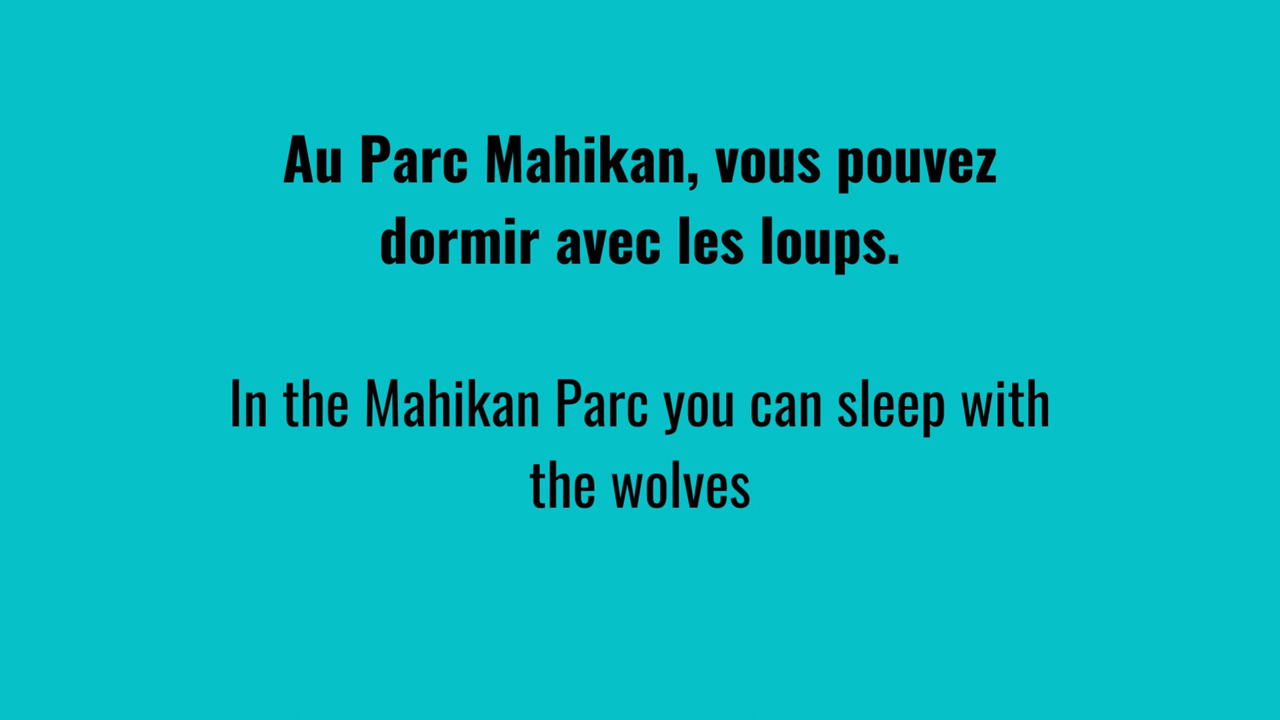 Au Parc Mahikan, vous pouvez
dormir avec les loups.
In the Mahikan Parc you can sleep with
the wolves